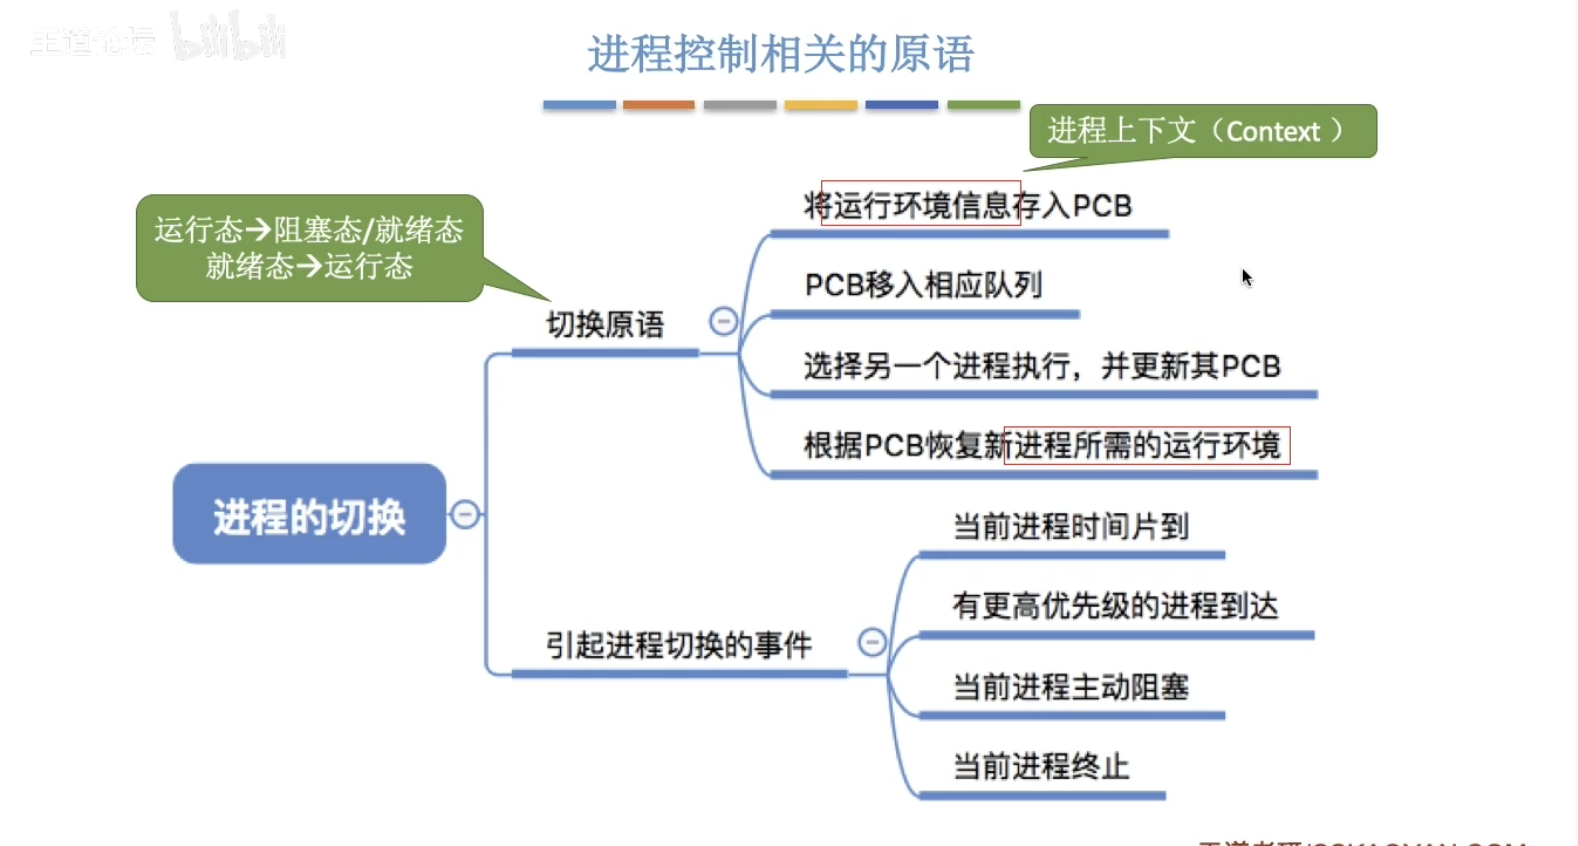 王道论坛 bilibili
进程控制相关的原语
进程上下文（Context ）
运行态→阻塞态/就绪态
就绪态→运行态
将运行环境信息存入PCB
PCB移入相应队列
切换原语
选择另一个进程执行，并更新其PCB
根据PCB恢复新进程所需的运行环境
进程的切换
当前进程时间片到
有更高优先级的进程到达
引起进程切换的事件
当前进程主动阻塞
当前进程终止